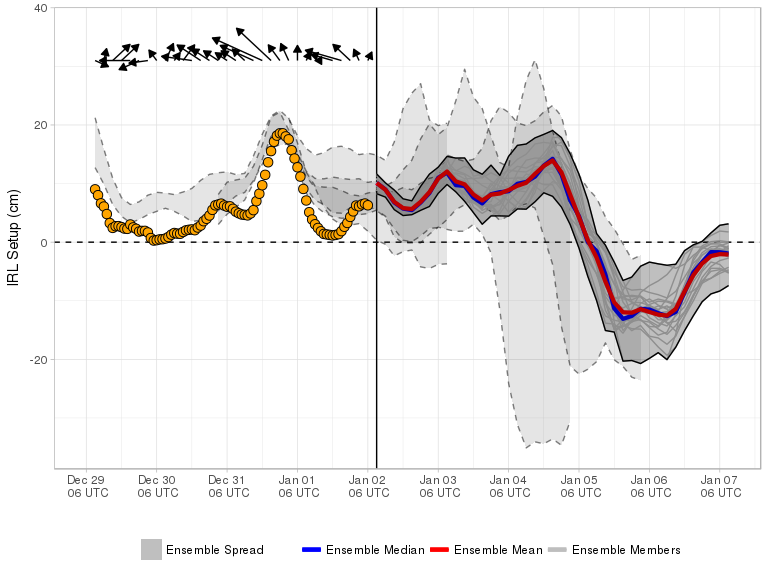 40
20
0
-20
IRL Setup (cm)
Dec 29 Dec 30 Dec 31 Jan 01 Jan 02 Jan 03 Jan 04 Jan 05 Jan 06 Jan 07
06 UTC 06 UTC 06 UTC 06 UTC 06 UTC 06 UTC 06 UTC 06 UTC 06 UTC 06 UTC
Ensemble Spread Ensemble Median Ensemble Mean Ensemble Members